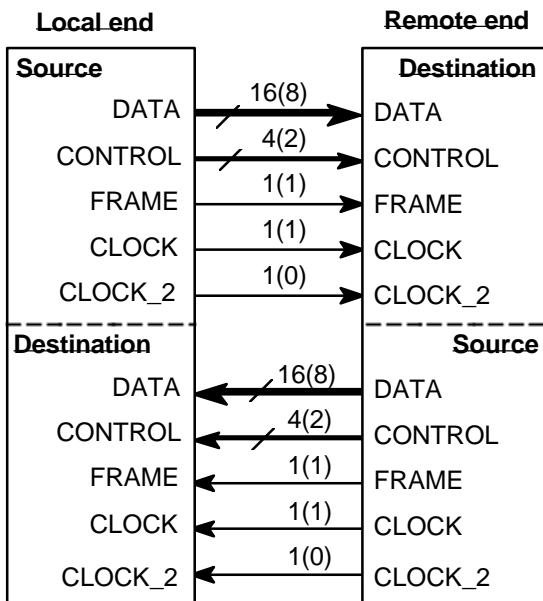 Local end
Remote end
Source
Destination
DATA 16(8) DATA
CONTROL 4(2) CONTROL
FRAME 1(1) FRAME
CLOCK 1(1) CLOCK
CLOCK_2 1(0) CLOCK_2
Destination
Source
DATA 16(8) DATA
CONTROL 4(2) CONTROL
FRAME 1(1) FRAME
CLOCK 1(1) CLOCK
CLOCK_2 1(0) CLOCK_2